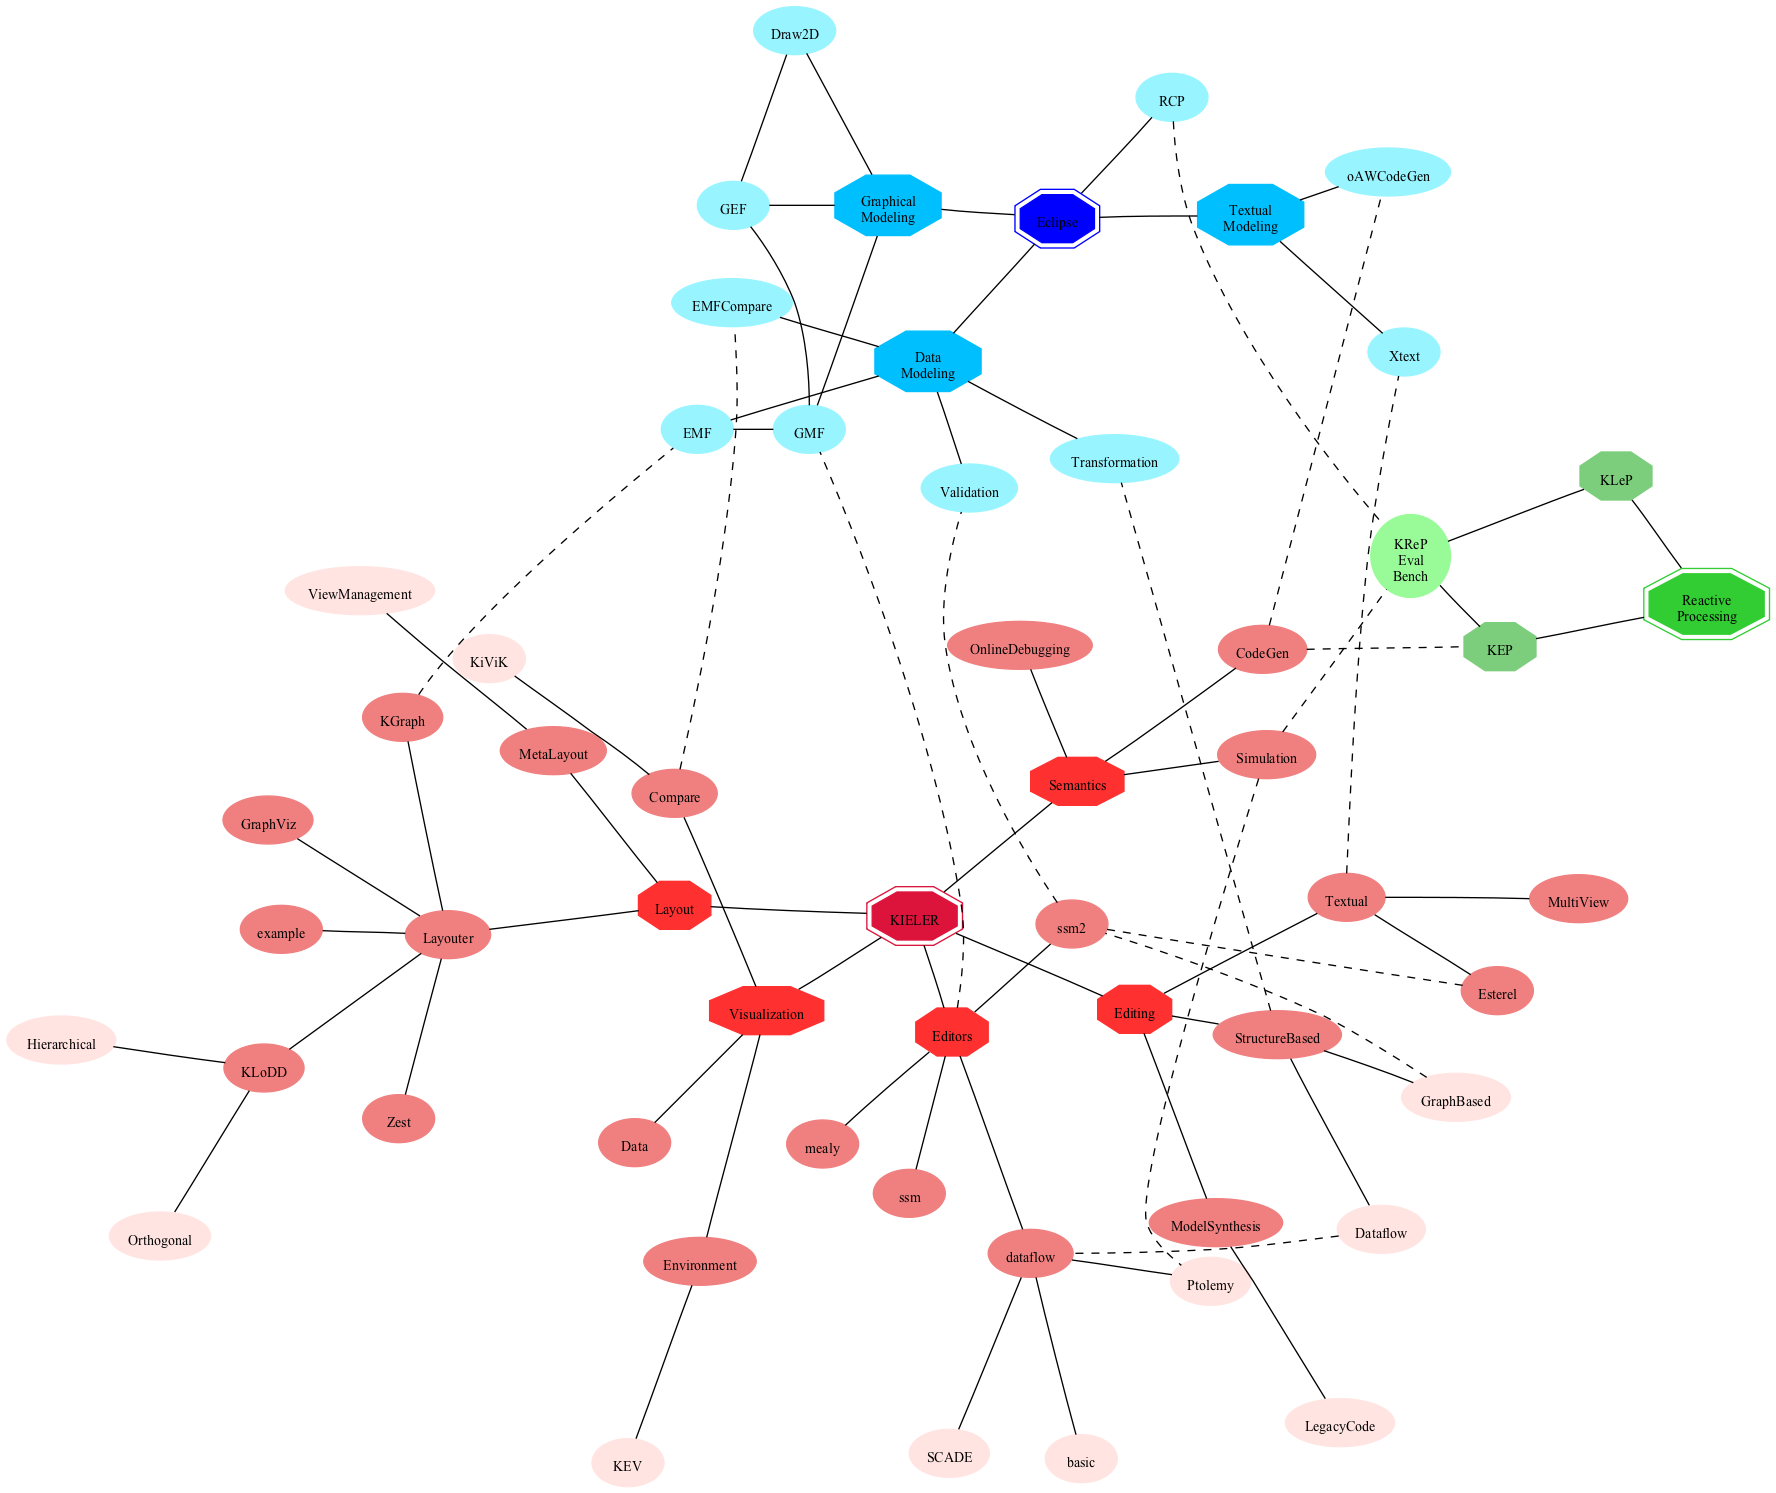 Draw2D
RCP
oAWCodeGen
GEF
Graphical
Modeling
Eclipse
Textual
Modeling
EMFCompare
Data
Modeling
Xtext
EMF
GMF
Transformation
Validation
KLeP
KReP
Eval
Bench
ViewManagement
Reactive
Processing
KiViK
OnlineDebugging
CodeGen
KEP
KGraph
MetaLayout
Simulation
Compare
Semantics
GraphViz
Layout
KIELER
Textual
MultiView
example
Layouter
ssm2
Esterel
Visualization
Editing
Hierarchical
KLoDD
Editors
StructureBased
GraphBased
Zest
Data
mealy
ssm
Orthogonal
ModelSynthesis
Dataflow
Environment
dataflow
Ptolemy
LegacyCode
KEV
SCADE
basic